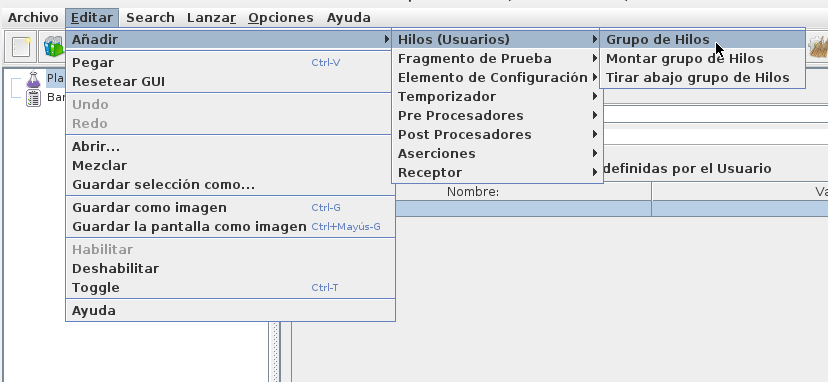 Archivo Editar Search Lanzar Opciones Ayuda
Añadir
Pegar Ctrl-V
Resetear GUI
Undo
Redo
Abrir...
Mezclar
Guardar selección como...
Guardar como imagen Ctrl-G
Guardar la pantalla como imagen Ctrl+Mayús-G
Habilitar
Deshabilitar
Toggle Ctrl-T
Ayuda
Hilos (Usuarios)
Fragmento de Prueba
Elemento de Configuración
Temporizador
Pre Procesadores
Post Procesadores
Aserciones
Receptor
Grupo de Hilos
Montar grupo de Hilos
Tirar abajo grupo de Hilos
Pla
Ban
definidas por el Usuario
Nombre: Va